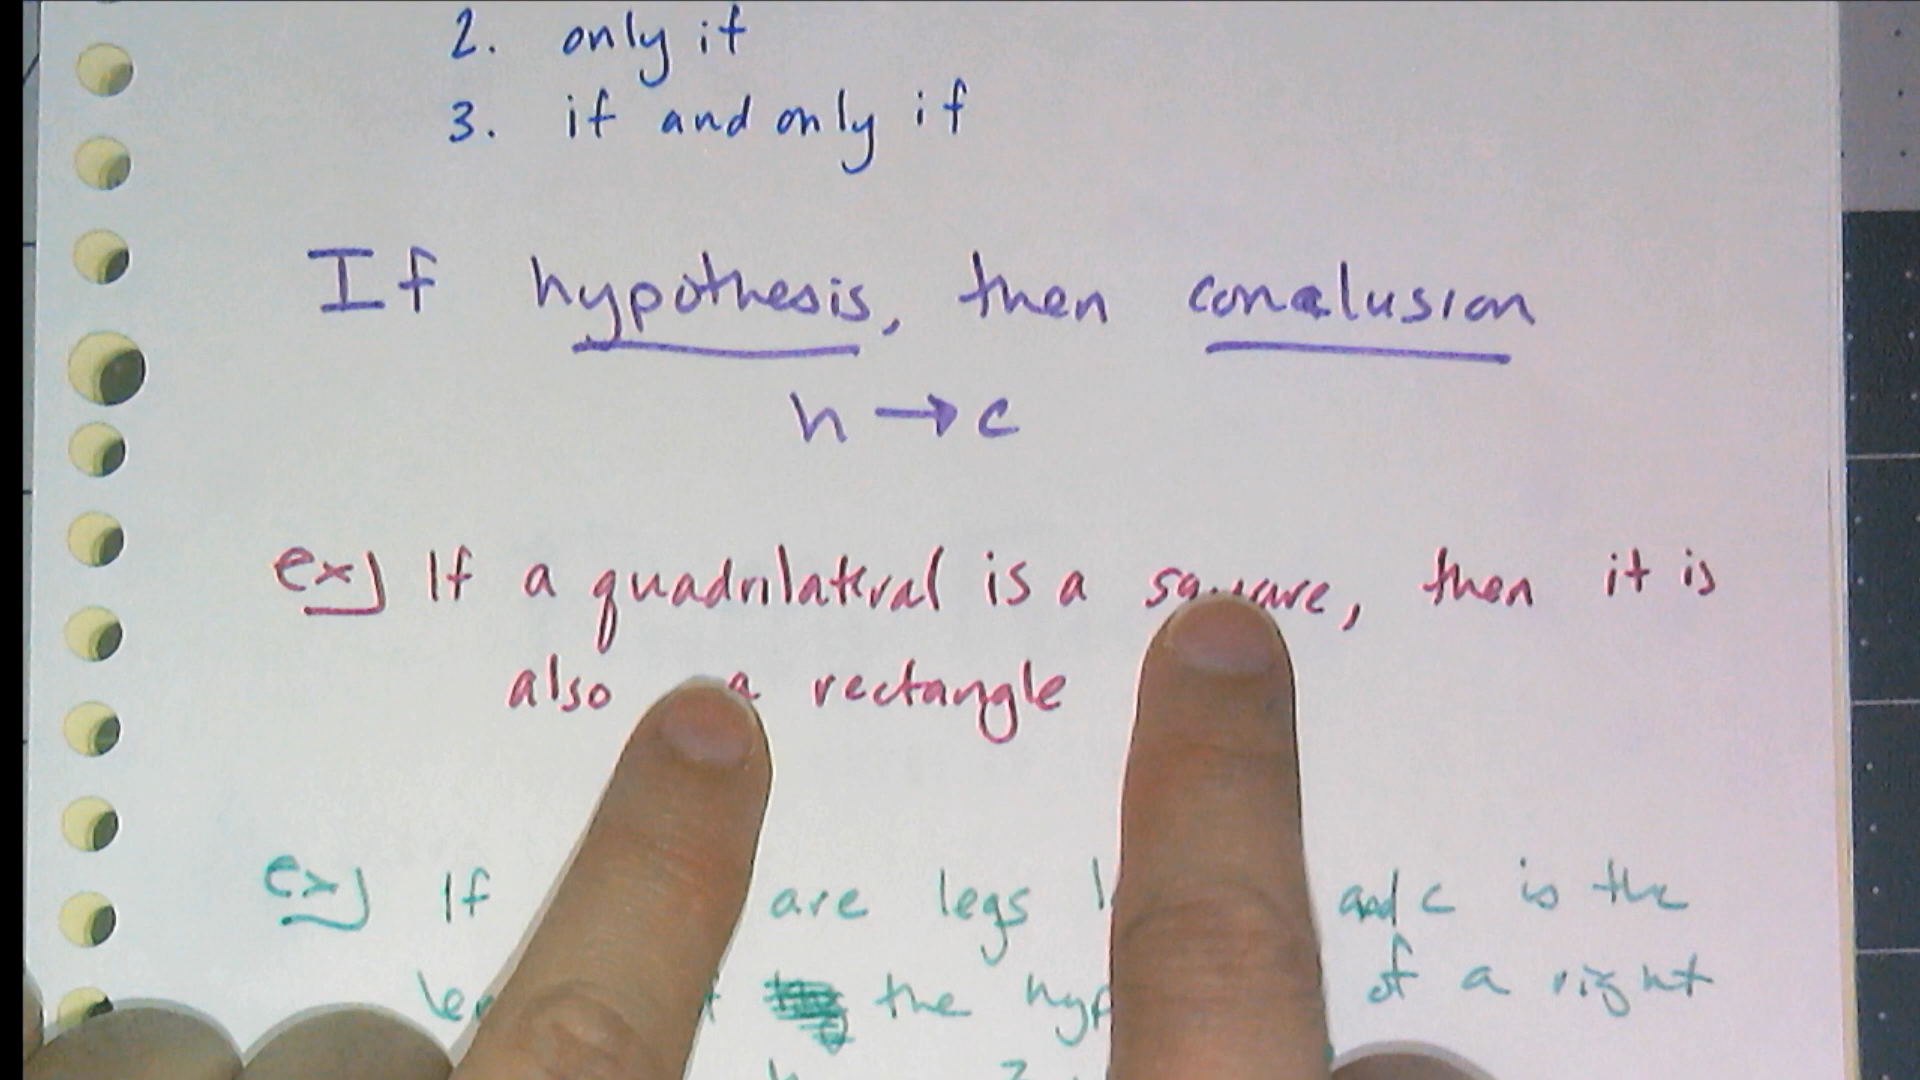 2. only if
3. if and only if
If hypothesis, then conclusion
h → c
ex) If a quadrilateral is a square, then it is
also a rectangle
ex) If are legs and c is the
the of a right